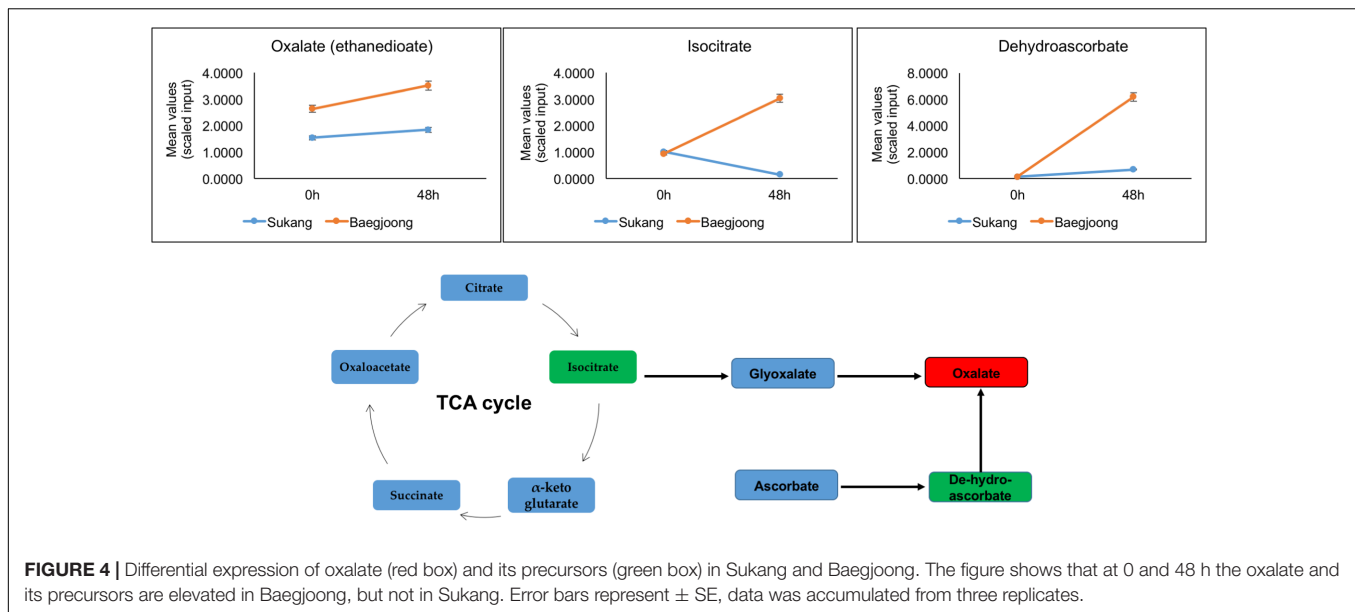 Oxalate (ethanedioate)
Mean values
(scaled input)
4.0000
3.0000
2.0000
1.0000
0.0000
0h
48h
Sukang
Baegjoong
Isocitrate
Mean values
(scaled input)
4.0000
3.0000
2.0000
1.0000
0.0000
0h
48h
Sukang
Baegjoong
Dehydroascorbate
Mean values
(scaled input)
8.0000
6.0000
4.0000
2.0000
0.0000
0h
48h
Sukang
Baegjoong
Citrate
Oxaloacetate
Isocitrate
Glyoxalate
Oxalate
TCA cycle
Succinate
α-keto
glutarate
Ascorbate
De-hydro-
ascorbate
FIGURE 4 | Differential expression of oxalate (red box) and its precursors (green box) in Sukang and Baegjoong. The figure shows that at 0 and 48 h the oxalate and
its precursors are elevated in Baegjoong, but not in Sukang. Error bars represent ± SE, data was accumulated from three replicates.